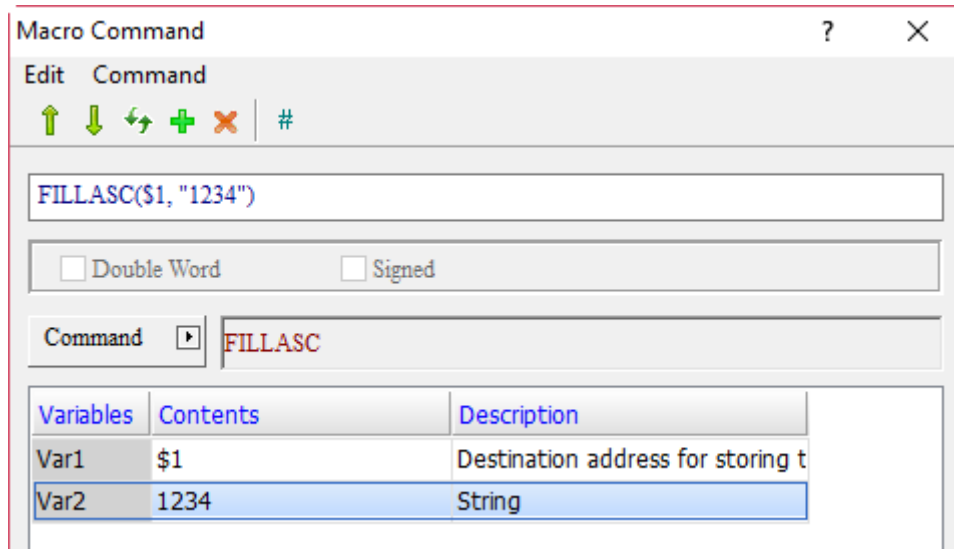 Macro Command ?
Edit Command
#
FILLASC($1, "1234")
Double Word Signed
Command FILLASC
Variables Contents Description
Var1 $1 Destination address for storing t
Var2 1234 String